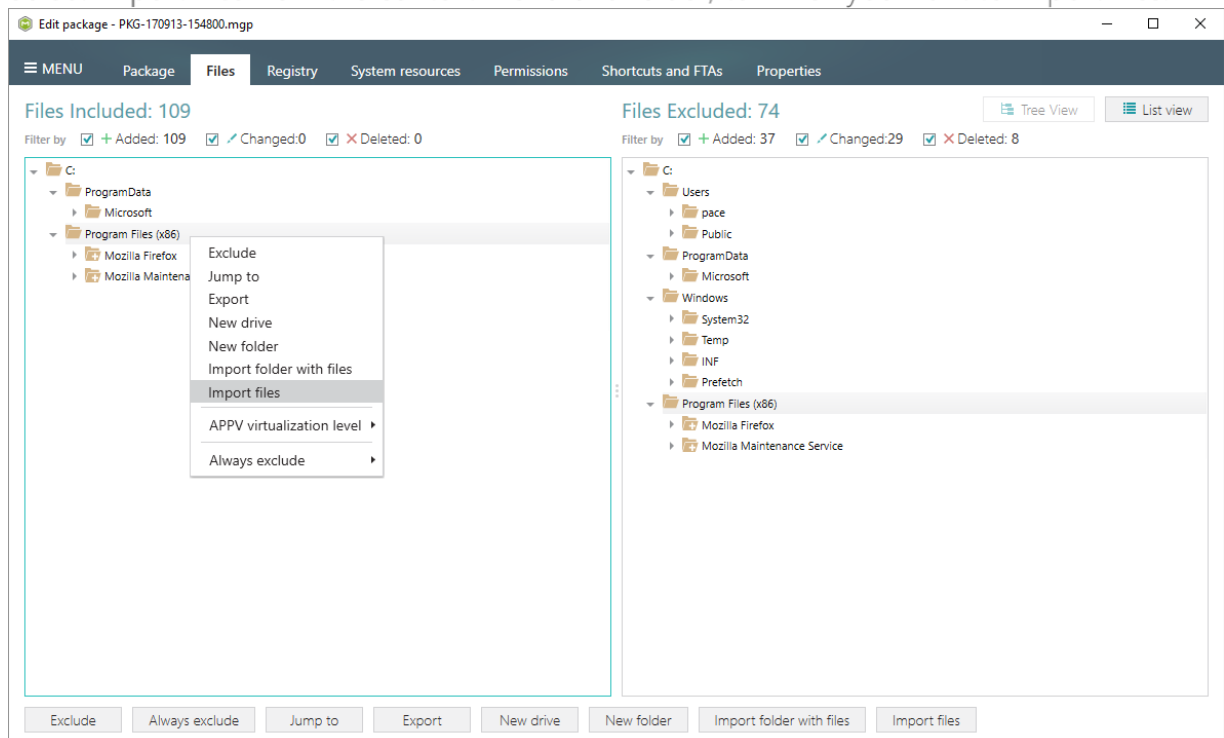 Edit package - PKG-170913-154800.mgp
MENU Package Files Registry System resources Permissions Shortcuts and FTAs Properties
Files Included: 109
Filter by + Added: 109 Changed:0 Deleted: 0
C:
ProgramData
Microsoft
Program Files (x86)
Mozilla Firefox
Mozilla Maintena
Exclude
Jump to
Export
New drive
New folder
Import folder with files
Import files
APPV virtualization level
Always exclude
Files Excluded: 74
Tree View List view
Filter by + Added: 37 Changed:29 Deleted: 8
C:
Users
pace
Public
ProgramData
Microsoft
Windows
System32
Temp
INF
Prefetch
Program Files (x86)
Mozilla Firefox
Mozilla Maintenance Service
Exclude Always exclude Jump to Export New drive New folder Import folder with files Import files